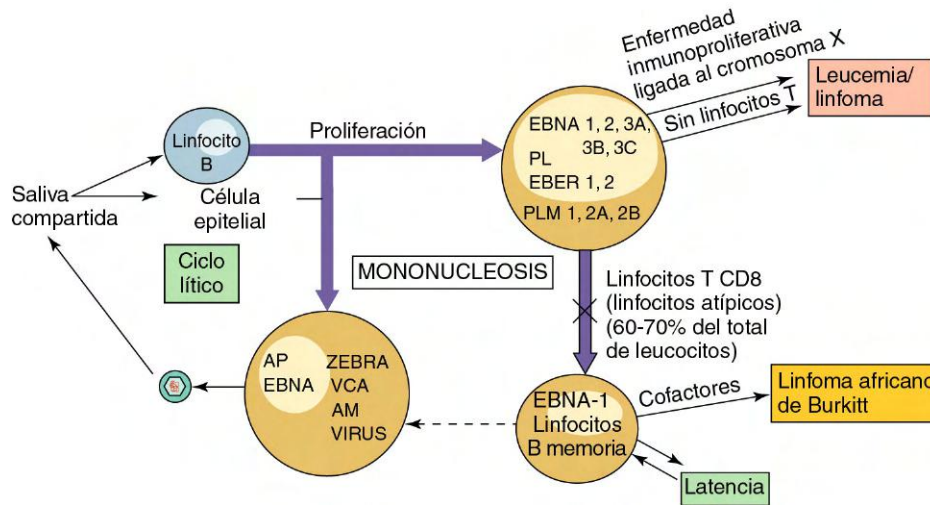 Enfermedad
inmunoproliferativa
ligada al cromosoma X
Sin linfocitos T
Leucemia/
linfoma
Linfocito
B
Proliferación
EBNA 1, 2, 3A,
3B, 3C
PL
EBER 1, 2
PLM 1, 2A, 2B
Saliva
compartida
Célula
epitelial
Ciclo
lítico
MONONUCLEOSIS
Linfocitos T CD8
(linfocitos atípicos)
(60-70% del total
de leucocitos)
AP
EBNA
ZEBRA
VCA
AM
VIRUS
EBNA-1
Linfocitos
B memoria
Cofactores
Linfoma africano
de Burkitt
Latencia